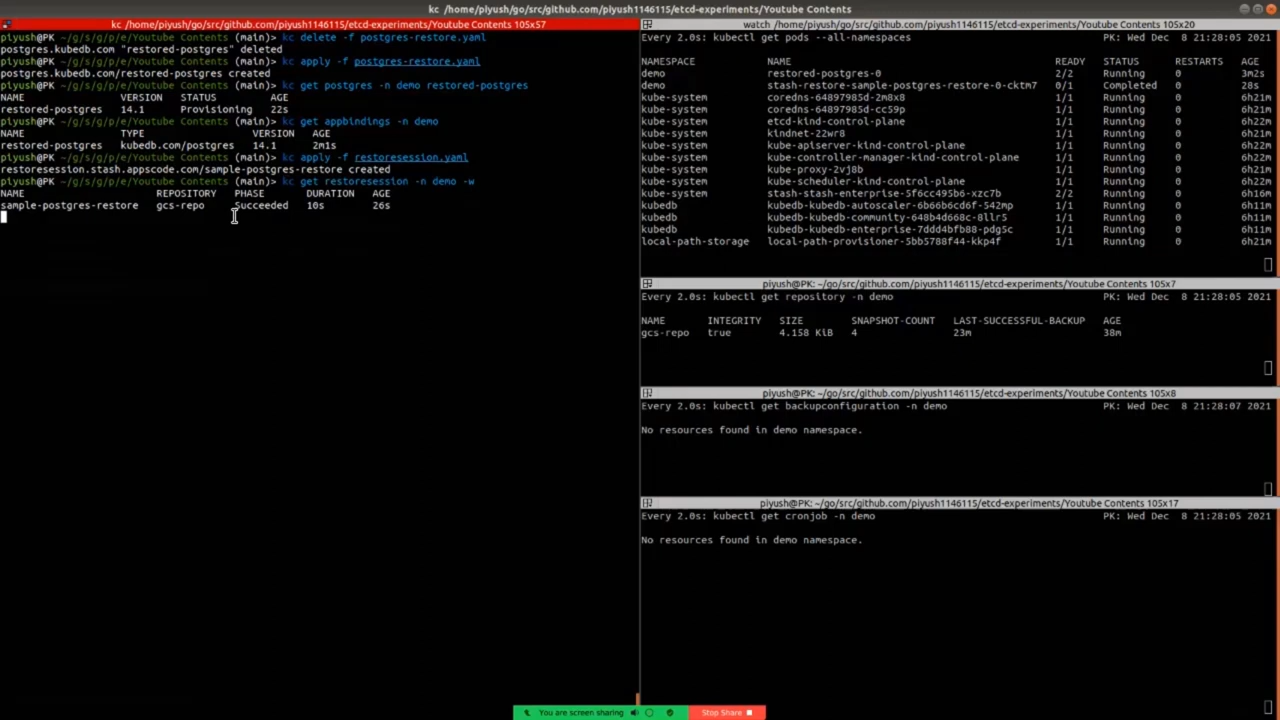 kc /home/piyush/go/src/github.com/piyush1146115/etcd-experiments/Youtube Contents
kc /home/piyush/go/src/github.com/piyush1146115/etcd-experiments/Youtube Contents 105x57
piyush@PK ~/g/s/g/p/e/Youtube Contents (main)> kc delete -f postgres-restore.yaml
postgres.kubedb.com "restored-postgres" deleted
piyush@PK ~/g/s/g/p/e/Youtube Contents (main)> kc apply -f postgres-restore.yaml
postgres.kubedb.com/restored-postgres created
piyush@PK ~/g/s/g/p/e/Youtube Contents (main)> kc get postgres -n demo restored-postgres
NAME VERSION STATUS AGE
restored-postgres 14.1 Provisioning 22s
piyush@PK ~/g/s/g/p/e/Youtube Contents (main)> kc get appbindings -n demo
NAME TYPE VERSION AGE
restored-postgres kubedb.com/postgres 14.1 2m1s
piyush@PK ~/g/s/g/p/e/Youtube Contents (main)> kc apply -f restoresession.yaml
restoresession.stash.appscode.com/sample-postgres-restore created
piyush@PK ~/g/s/g/p/e/Youtube Contents (main)> kc get restoresession -n demo -w
NAME REPOSITORY PHASE DURATION AGE
sample-postgres-restore gcs-repo Succeeded 10s 26s
watch /home/piyush/go/src/github.com/piyush1146115/etcd-experiments/Youtube Contents 105x20
Every 2.0s: kubectl get pods --all-namespaces PK: Wed Dec 8 21:28:05 2021
NAMESPACE NAME READY STATUS RESTARTS AGE
demo restored-postgres-0 2/2 Running 0 3m2s
demo stash-restore-sample-postgres-restore-0-cktm7 0/1 Completed 0 28s
kube-system coredns-64897985d-2m8x8 1/1 Running 0 6h21m
kube-system coredns-64897985d-cc59p 1/1 Running 0 6h21m
kube-system etcd-kind-control-plane 1/1 Running 0 6h22m
kube-system kindnet-22wr8 1/1 Running 0 6h21m
kube-system kube-apiserver-kind-control-plane 1/1 Running 0 6h22m
kube-system kube-controller-manager-kind-control-plane 1/1 Running 0 6h21m
kube-system kube-proxy-2vj8b 1/1 Running 0 6h21m
kube-system kube-scheduler-kind-control-plane 1/1 Running 0 6h22m
kube-system stash-stash-enterprise-5f6cc495b6-xzc7b 2/2 Running 0 6h21m
kubedb kubedb-kubedb-autoscaler-6b66b6cd6f-542mp 1/1 Running 0 6h16m
kubedb kubedb-kubedb-community-648b4d668c-8llr5 1/1 Running 0 6h11m
kubedb kubedb-kubedb-enterprise-7ddd4bfb88-pdg5c 1/1 Running 0 6h11m
local-path-storage local-path-provisioner-5bb5788f44-kkp4f 1/1 Running 0 6h21m
piyush@PK: ~/go/src/github.com/piyush1146115/etcd-experiments/Youtube Contents 105x7
Every 2.0s: kubectl get repository -n demo PK: Wed Dec 8 21:28:05 2021
NAME INTEGRITY SIZE SNAPSHOT-COUNT LAST-SUCCESSFUL-BACKUP AGE
gcs-repo true 4.158 KiB 4 23m 38m
piyush@PK: ~/go/src/github.com/piyush1146115/etcd-experiments/Youtube Contents 105x8
Every 2.0s: kubectl get backupconfiguration -n demo PK: Wed Dec 8 21:28:07 2021
No resources found in demo namespace.
piyush@PK: ~/go/src/github.com/piyush1146115/etcd-experiments/Youtube Contents 105x17
Every 2.0s: kubectl get cronjob -n demo PK: Wed Dec 8 21:28:05 2021
No resources found in demo namespace.
You are screen sharing
Stop Share